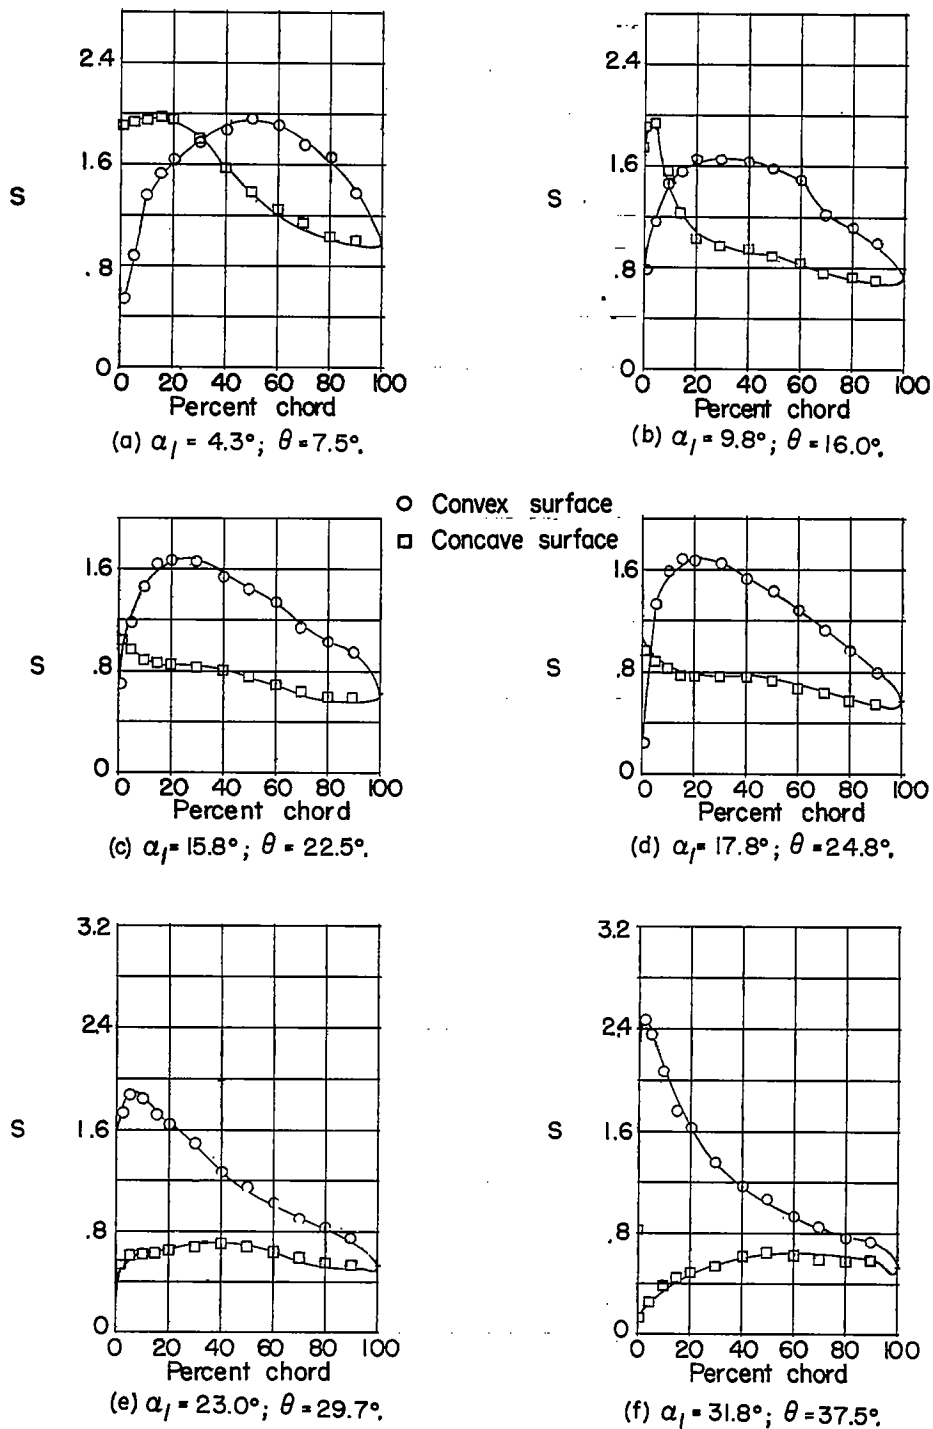 2.4
1.6
S
.8
0
0 20 40 60 80 100
Percent chord
(a) α₁ = 4.3°; θ = 7.5°.
2.4
1.6
S
.8
0
0 20 40 60 80 100
Percent chord
(b) α₁ = 9.8°; θ = 16.0°.
Convex surface
Concave surface
1.6
S
.8
0
0 20 40 60 80 100
Percent chord
(c) α₁ = 15.8°; θ = 22.5°.
1.6
S
.8
0
0 20 40 60 80 100
Percent chord
(d) α₁ = 17.8°; θ = 24.8°.
3.2
2.4
S
1.6
.8
0
0 20 40 60 80 100
Percent chord
(e) α₁ = 23.0°; θ = 29.7°.
3.2
2.4
S
1.6
.8
0
0 20 40 60 80 100
Percent chord
(f) α₁ = 31.8°; θ = 37.5°.